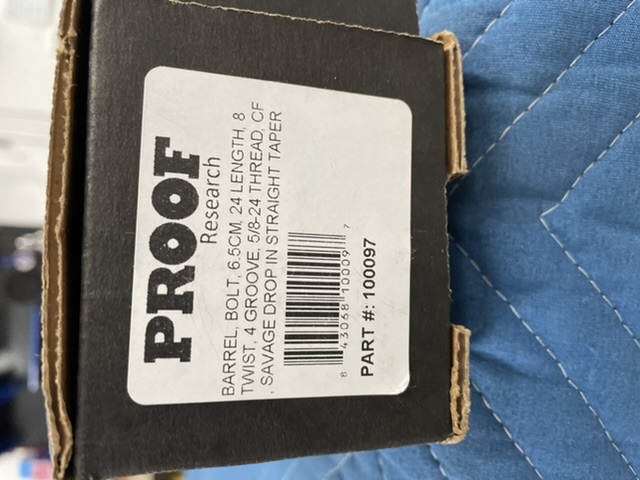 PROOF
Research
BARREL, BOLT, 6.5CM, 24 LENGTH, 8
TWIST, 4 GROOVE, 5/8-24 THREAD, CF
, SAVAGE DROP IN STRAIGHT TAPER
8 43068 10009 7
PART #: 100097